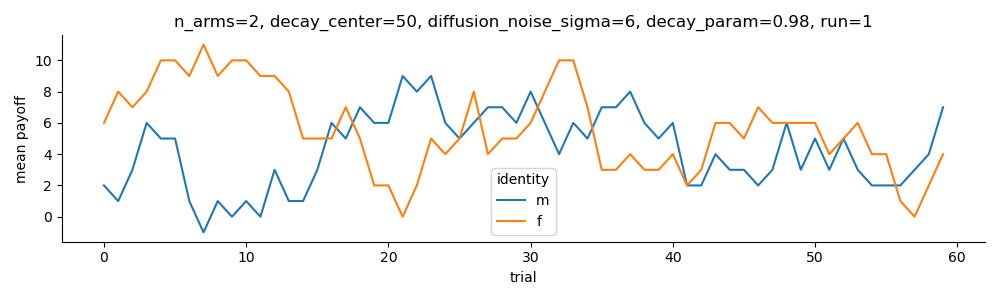 n_arms=2, decay_center=50, diffusion_noise_sigma=6, decay_param=0.98, run=1
mean payoff
10
8
6
4
2
0
identity
m
f
0
10
20
30
40
50
60
trial